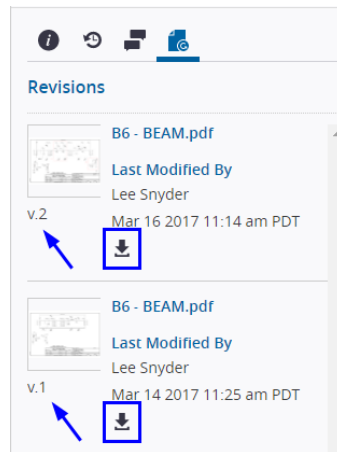 Revisions
B6 - BEAM.pdf
Last Modified By
Lee Snyder
v.2
Mar 16 2017 11:14 am PDT
B6 - BEAM.pdf
Last Modified By
Lee Snyder
v.1
Mar 14 2017 11:25 am PDT